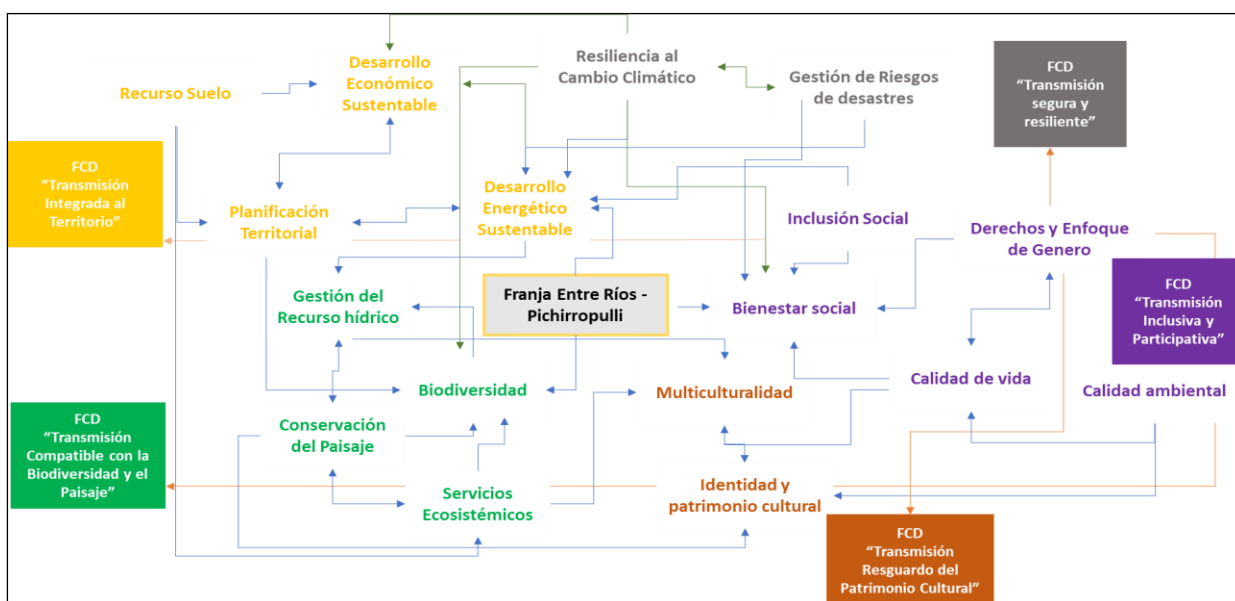 Desarrollo
Económico
Sustentable
Resiliencia al
Cambio Climático
Recurso Suelo
Gestión de Riesgos
de desastres
FCD
“Transmisión
segura y
resiliente”
FCD
“Transmisión
Integrada al
Territorio”
Planificación
Territorial
Desarrollo
Energético
Sustentable
Inclusión Social
Derechos y Enfoque
de Genero
Gestión del
Recurso hídrico
Franja Entre Ríos -
Pichirropulli
Bienestar social
FCD
“Transmisión
Inclusiva y
Participativa”
Biodiversidad
Multiculturalidad
Calidad de vida
Calidad ambiental
FCD
“Transmisión
Compatible con la
Biodiversidad y el
Paisaje”
Conservación
del Paisaje
Servicios
Ecosistémicos
Identidad y
patrimonio cultural
FCD
“Transmisión
Resguardo del
Patrimonio Cultural”